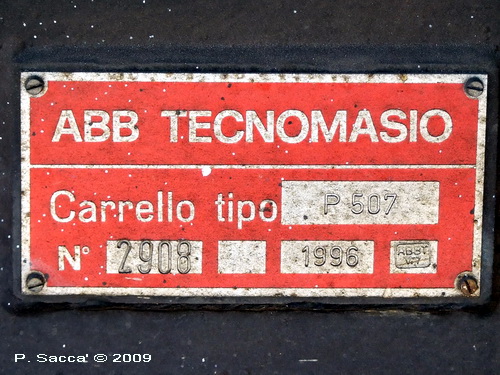 ABB TECNOMASIO
Carrello tipo P 507
N° 2908 1996
P. Sacca' © 2009